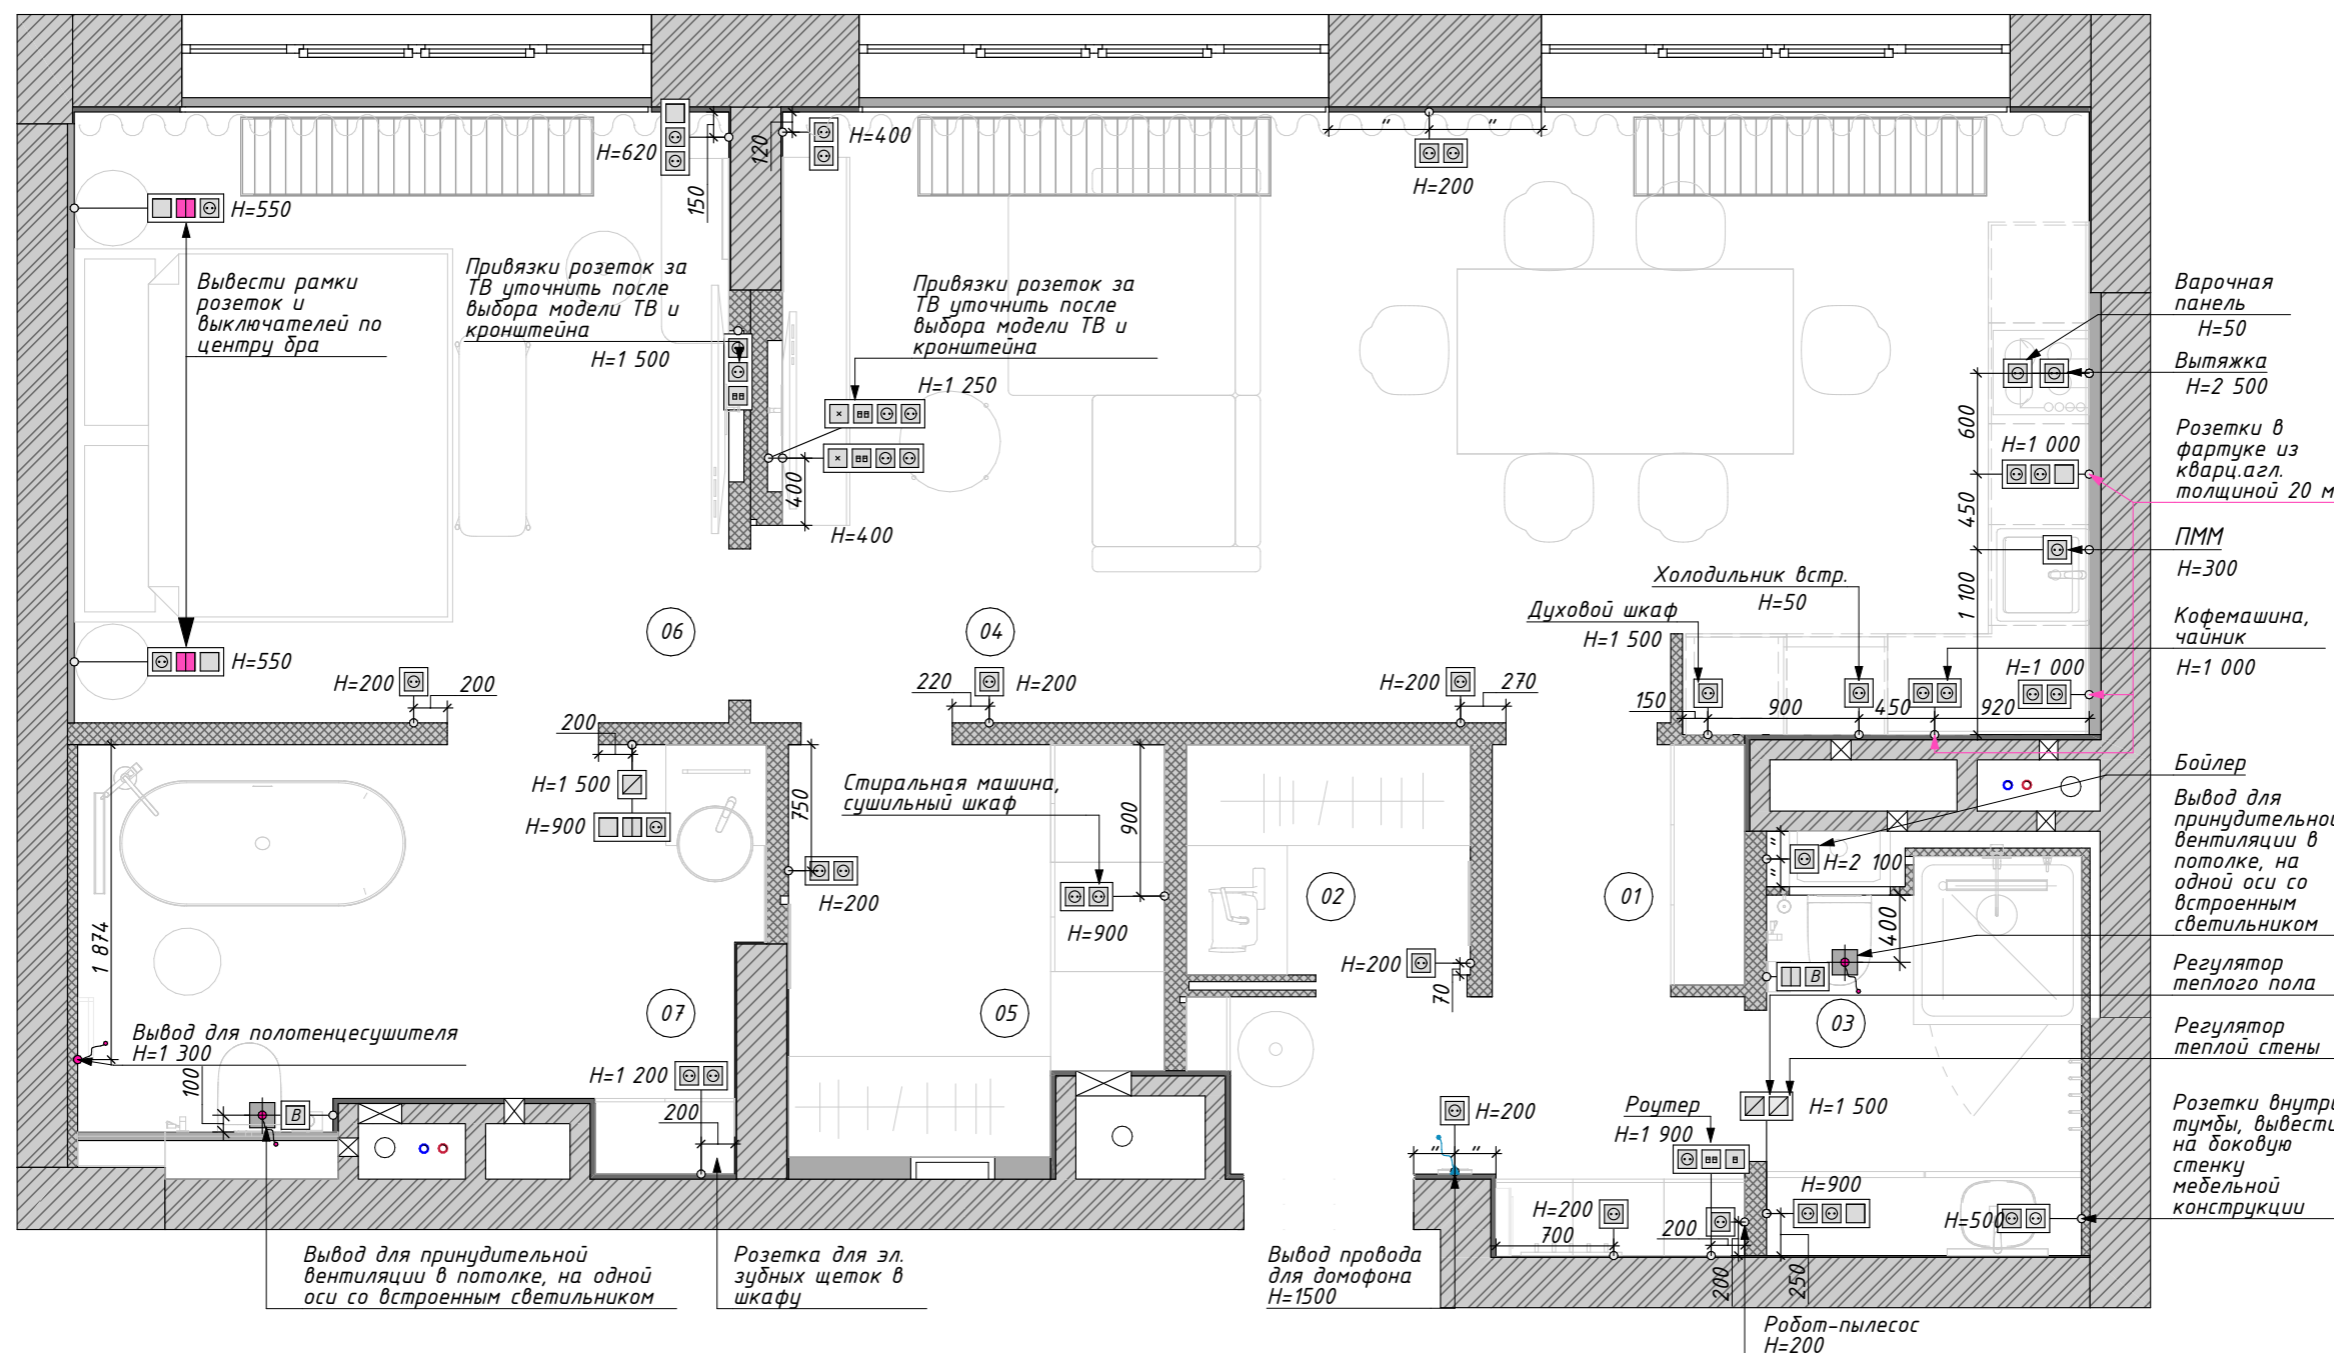 H=620
150
120
H=400
"
"
H=200
H=550
Вывести рамки
розеток и
выключателей по
центру бра
Привязки розеток за
ТВ уточнить после
выбора модели ТВ и
кронштейна
H=1 500
Привязки розеток за
ТВ уточнить после
выбора модели ТВ и
кронштейна
H=1 250
400
H=400
Варочная
панель
H=50
Вытяжка
H=2 500
600
H=1 000
Розетки в
фартуке из
кварц.агл.
толщиной 20 м
450
ПММ
H=300
1 100
Холодильник встр.
H=50
Духовой шкаф
H=1 500
Кофемашина,
чайник
H=1 000
H=1 000
06
04
H=550
H=200
200
220
H=200
H=200
270
150
900
450
920
200
H=1 500
H=900
750
H=200
Стиральная машина,
сушильный шкаф
900
H=900
02
01
H=200
70
Бойлер
H=2 100
"
"
Вывод для
принудительной
вентиляции в
потолке, на
одной оси со
встроенным
светильником
400
B
03
Регулятор
теплого пола
Регулятор
теплой стены
H=1 500
1 874
07
05
Вывод для полотенцесушителя
H=1 300
100
B
H=1 200
200
H=200
"
"
Роутер
H=1 900
H=200
700
200
200
250
H=900
H=500
Розетки внутри
тумбы, вывести
на боковую
стенку
мебельной
конструкции
Вывод для принудительной
вентиляции в потолке, на одной
оси со встроенным светильником
Розетка для эл.
зубных щеток в
шкафу
Вывод провода
для домофона
H=1500
Робот-пылесос
H=200